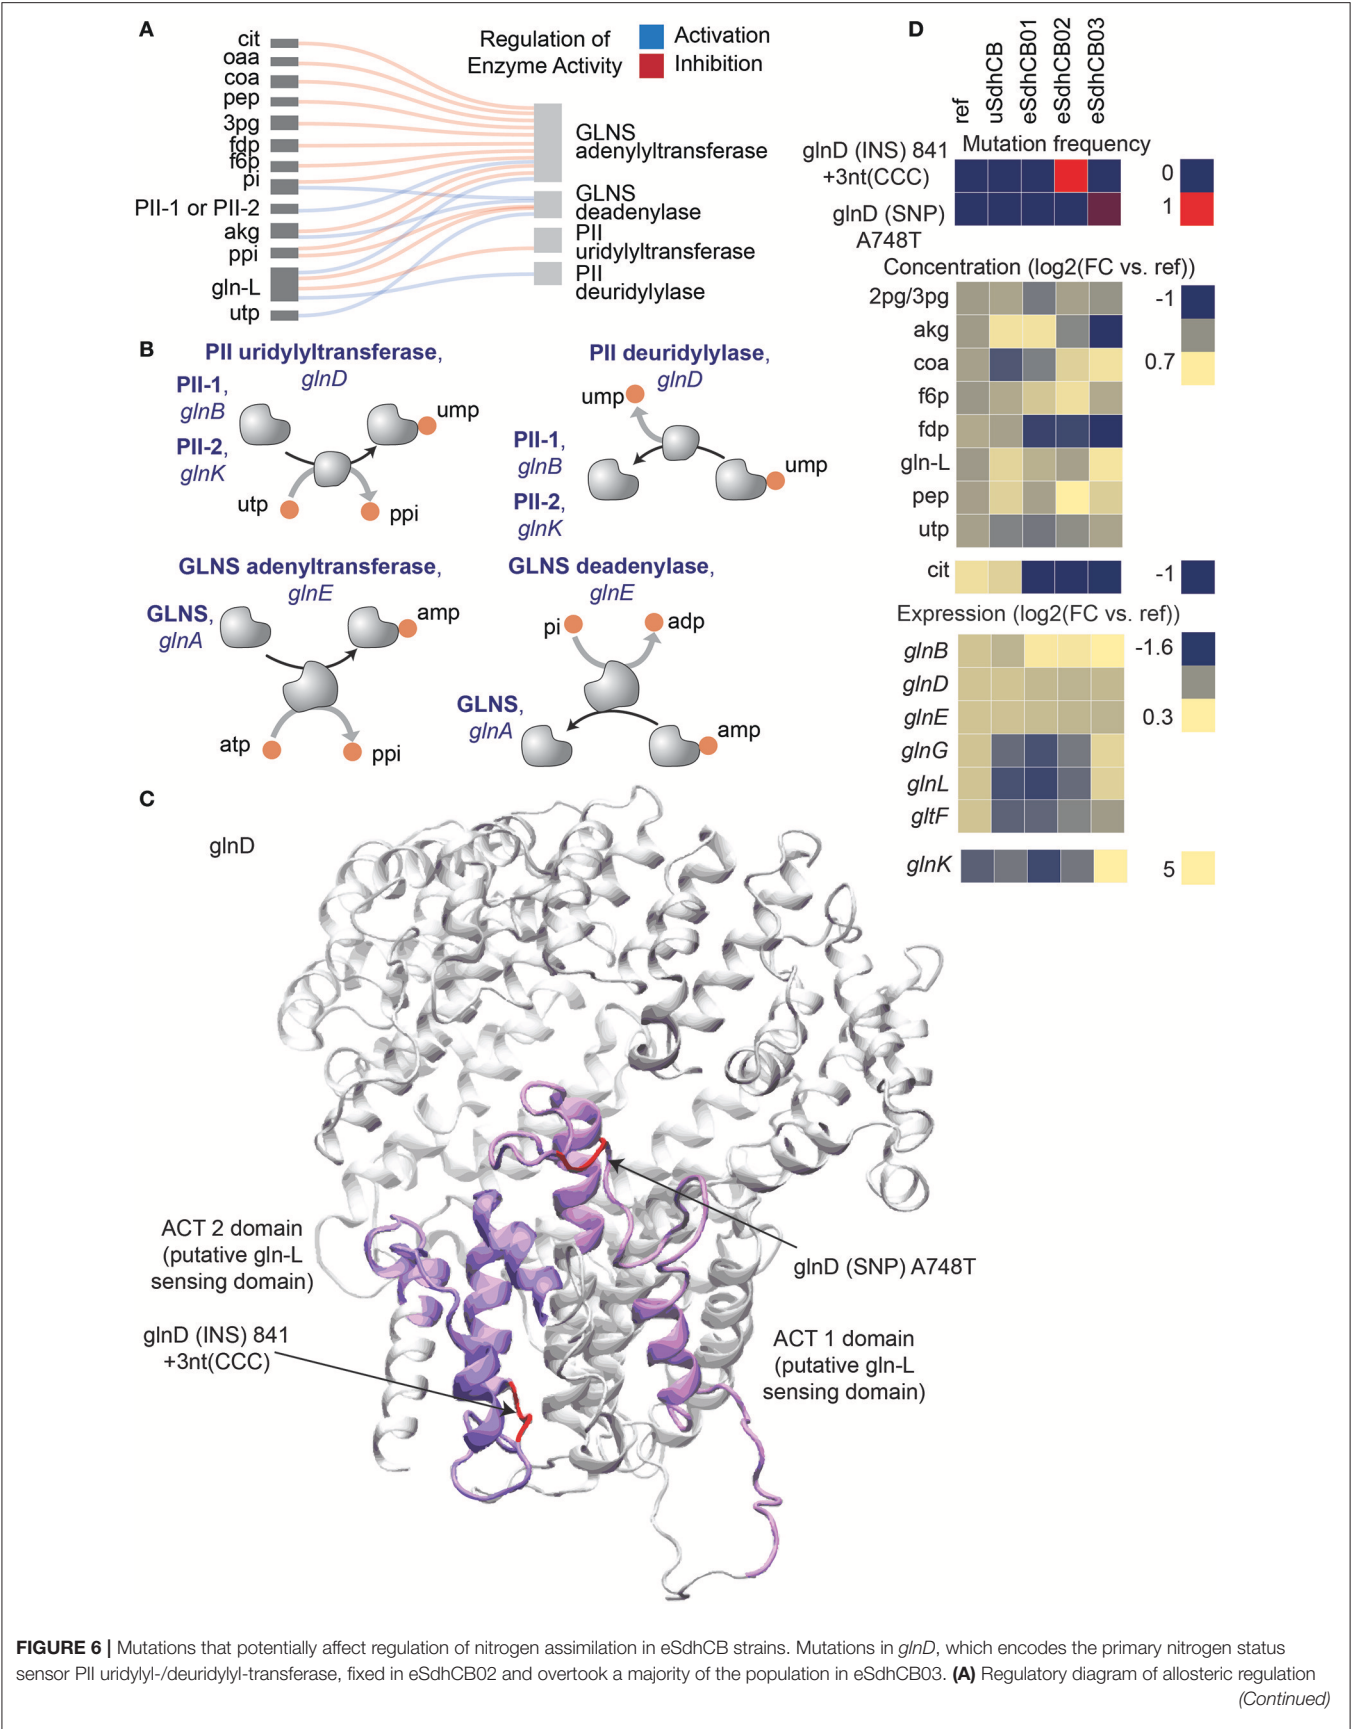 A
cit
oaa
coa
pep
3pg
fdp
f6p
pi
PII-1 or PII-2
akg
ppi
gln-L
utp
Regulation of
Enzyme Activity
Activation
Inhibition
GLNS
adenylyltransferase
GLNS
deadenylase
PII
uridylyltransferase
PII
deuridylylase
B
PII uridylyltransferase,
glnD
PII-1,
glnB
PII-2,
glnK
ump
utp
ppi
PII deuridylylase,
glnD
ump
PII-1,
glnB
PII-2,
glnK
ump
GLNS adenyltransferase,
glnE
GLNS,
glnA
amp
atp
ppi
GLNS deadenylase,
glnE
pi
adp
GLNS,
glnA
amp
C
glnD
ACT 2 domain
(putative gln-L
sensing domain)
glnD (INS) 841
+3nt(CCC)
glnD (SNP) A748T
ACT 1 domain
(putative gln-L
sensing domain)
D
ref
uSdhCB
eSdhCB01
eSdhCB02
eSdhCB03
Mutation frequency
glnD (INS) 841
+3nt(CCC)
glnD (SNP)
A748T
0
1
Concentration (log2(FC vs. ref))
2pg/3pg
akg
coa
f6p
fdp
gln-L
pep
utp
-1
0.7
cit
-1
Expression (log2(FC vs. ref))
glnB
glnD
glnE
glnG
glnL
gltF
-1.6
0.3
glnK
5
FIGURE 6 | Mutations that potentially affect regulation of nitrogen assimilation in eSdhCB strains. Mutations in glnD, which encodes the primary nitrogen status
sensor PII uridylyl-/deuridylyl-transferase, fixed in eSdhCB02 and overtook a majority of the population in eSdhCB03. (A) Regulatory diagram of allosteric regulation
(Continued)